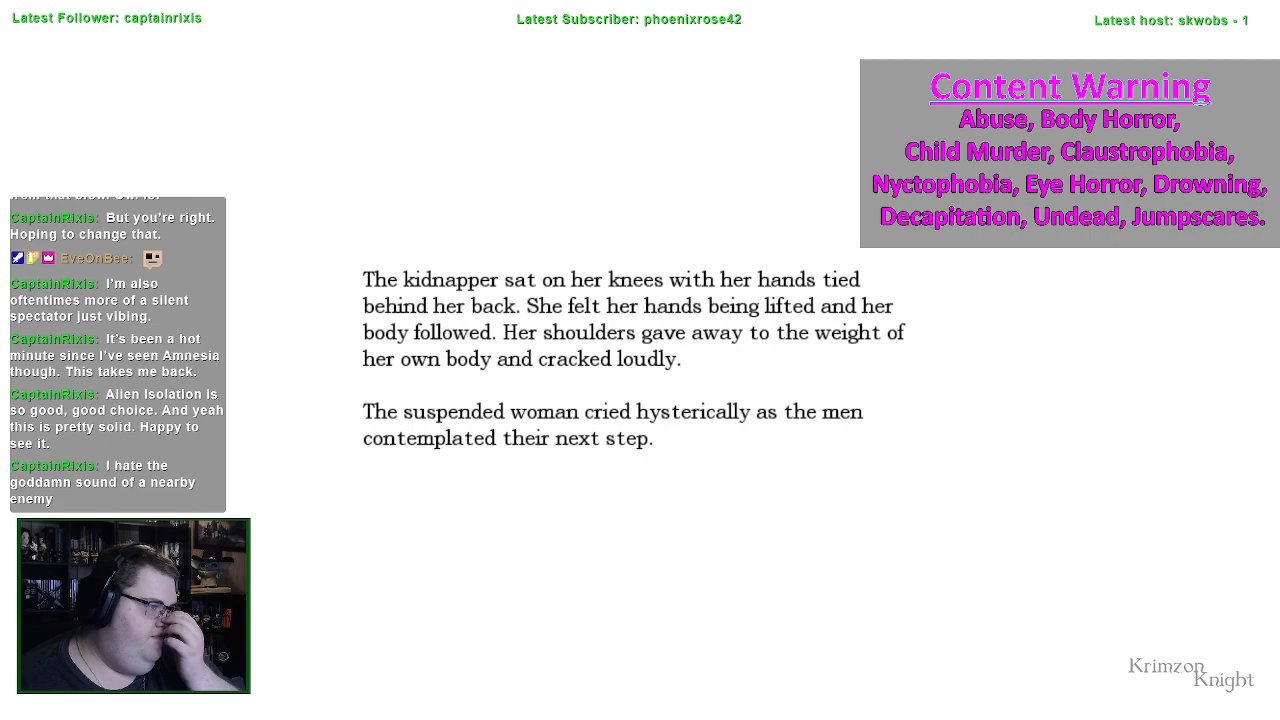 Latest Follower: captainrixis
Latest Subscriber: phoenixrose42
Latest host: skwobs - 1
Content Warning
Abuse, Body Horror,
Child Murder, Claustrophobia,
Nyctophobia, Eye Horror, Drowning,
Decapitation, Undead, Jumpscares.
CaptainRixis: But you're right.
Hoping to change that.
EveOnBee:
CaptainRixis: I'm also
oftentimes more of a silent
spectator just vibing.
CaptainRixis: It's been a hot
minute since I've seen Amnesia
though. This takes me back.
CaptainRixis: Alien Isolation is
so good, good choice. And yeah
this is pretty solid. Happy to
see it.
CaptainRixis: I hate the
goddamn sound of a nearby
enemy
The kidnapper sat on her knees with her hands tied
behind her back. She felt her hands being lifted and her
body followed. Her shoulders gave away to the weight of
her own body and cracked loudly.
The suspended woman cried hysterically as the men
contemplated their next step.
Krimzon
Knight